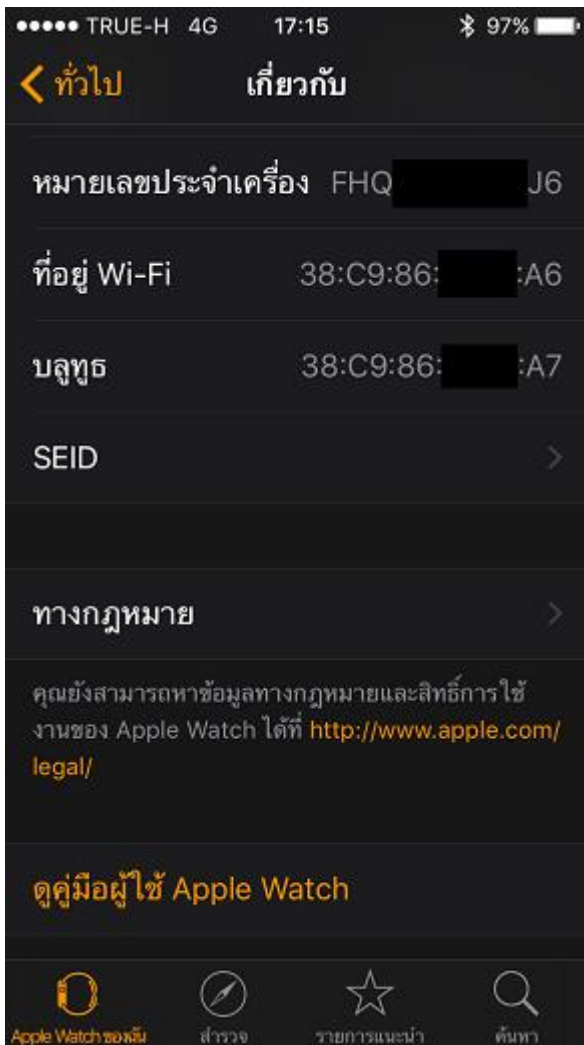 TRUE-H 4G 17:15 97%
ทั่วไป เกี่ยวกับ
หมายเลขประจำเครื่อง FHQ J6
ที่อยู่ Wi-Fi 38:C9:86: :A6
บลูทูธ 38:C9:86: :A7
SEID
ทางกฎหมาย
คุณยังสามารถหาข้อมูลทางกฎหมายและสิทธิ์การใช้
งานของ Apple Watch ได้ที่ http://www.apple.com/
legal/
ดูคู่มือผู้ใช้ Apple Watch
Apple Watch ของฉัน สำรวจ รายการแนะนำ ค้นหา